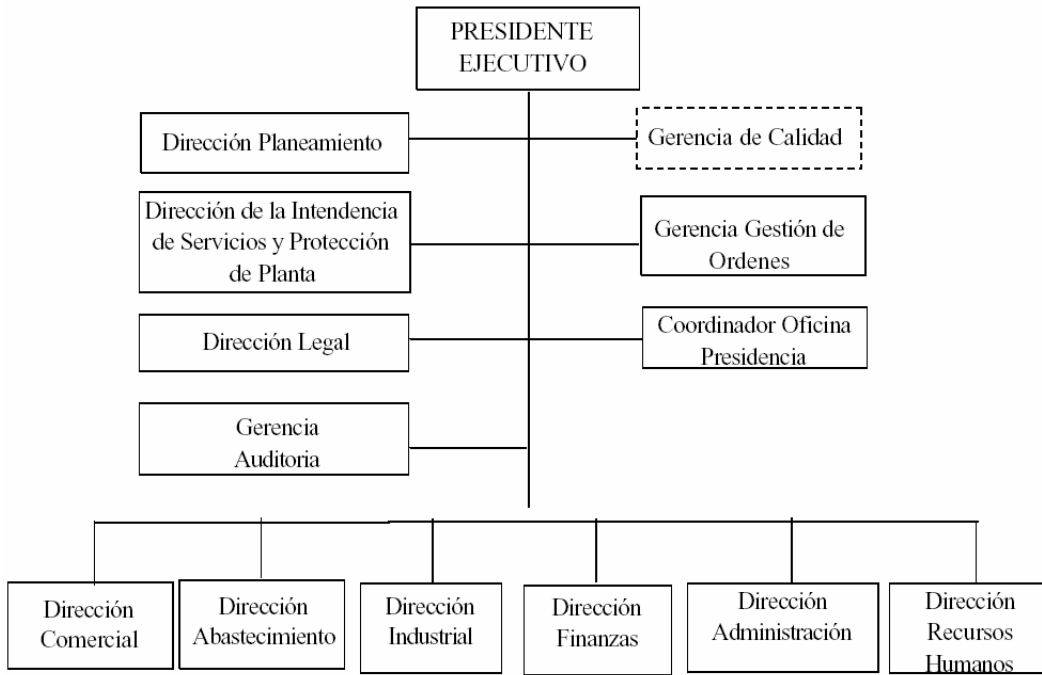 PRESIDENTE
EJECUTIVO
Dirección Planeamiento
Gerencia de Calidad
Dirección de la Intendencia
de Servicios y Protección
de Planta
Gerencia Gestión de
Ordenes
Dirección Legal
Coordinador Oficina
Presidencia
Gerencia
Auditoria
Dirección
Comercial
Dirección
Abastecimiento
Dirección
Industrial
Dirección
Finanzas
Dirección
Administración
Dirección
Recursos
Humanos